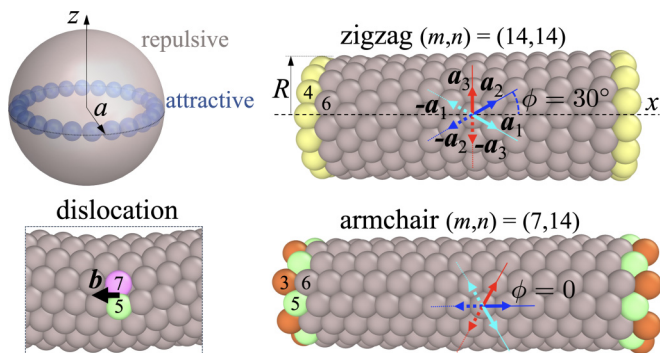 z
repulsive
attractive
a
zigzag (m,n) = (14,14)
R
4
6
a₃
a₂
ϕ = 30°
x
-a₁
a₁
-a₂
-a₃
dislocation
b
7
5
armchair (m,n) = (7,14)
3
6
5
ϕ = 0